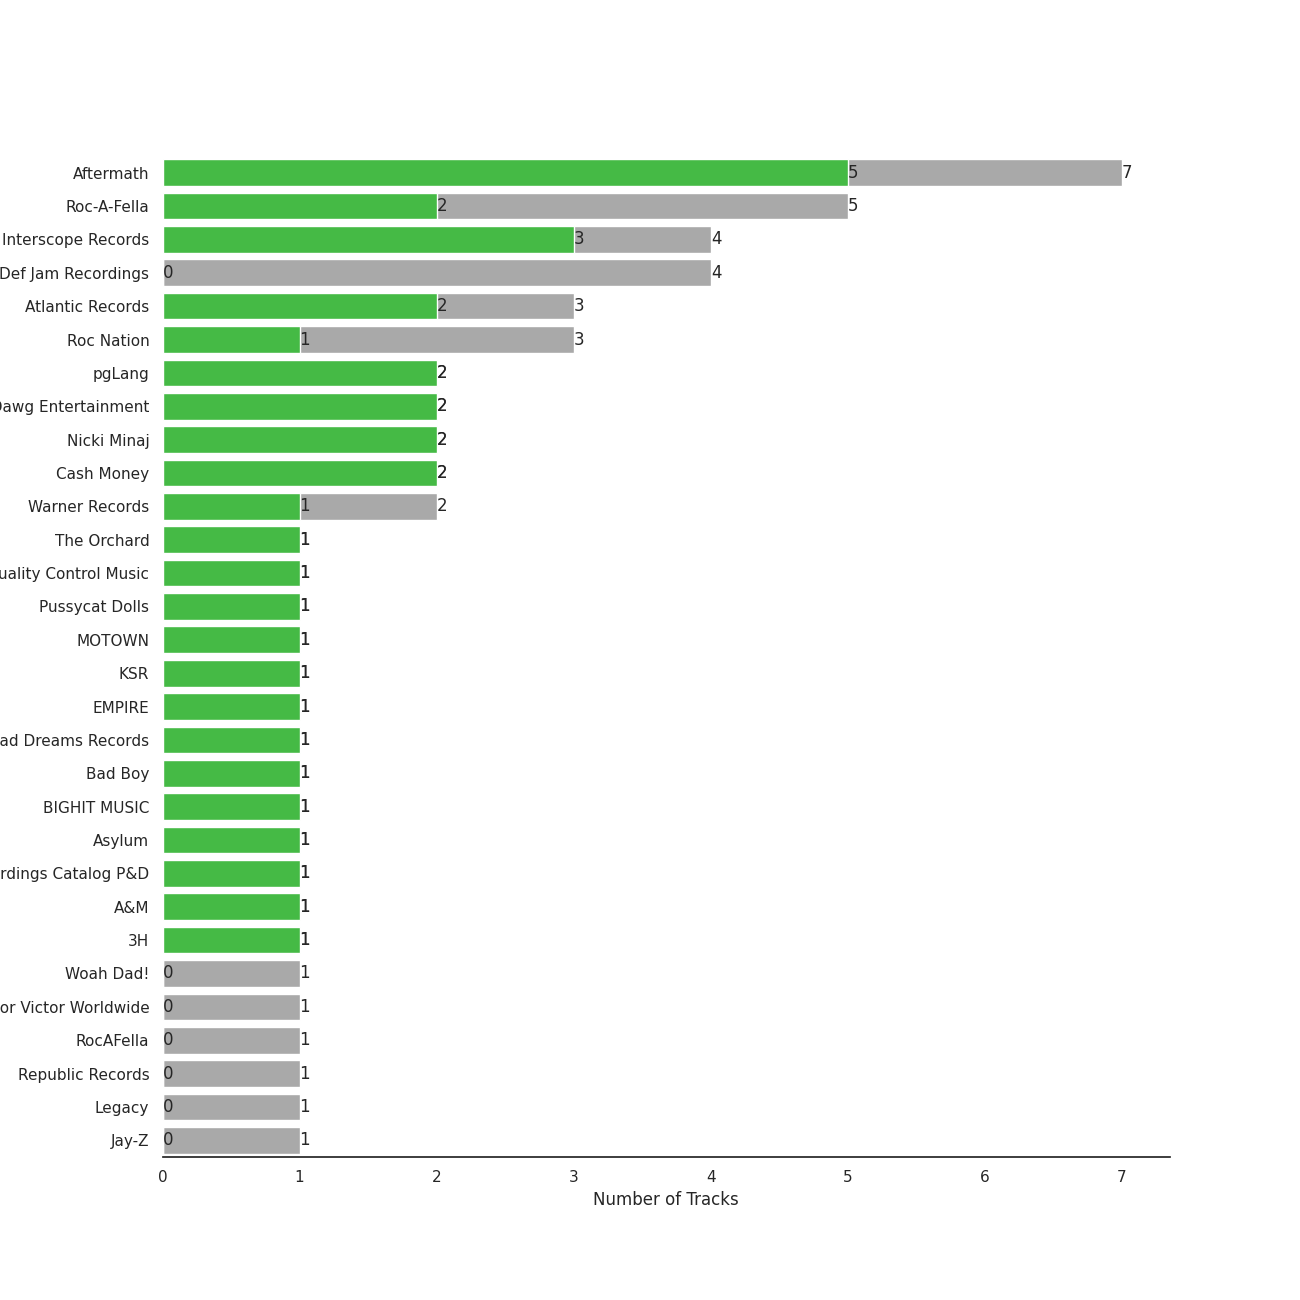 Aftermath 5 7
Roc-A-Fella 2 5
Interscope Records 3 4
Def Jam Recordings 0 4
Atlantic Records 2 3
Roc Nation 1 3
pgLang 2
Entertainment 2
Nicki Minaj 2
Cash Money 2
Warner Records 1 2
The Orchard 1
Control Music 1
Pussycat Dolls 1
MOTOWN 1
KSR 1
EMPIRE 1
Dreams Records 1
Bad Boy 1
BIGHIT MUSIC 1
Asylum 1
Catalog P&D 1
A&M 1
3H 1
Woah Dad! 0 1
Victor Worldwide 0 1
RocAFella 0 1
Republic Records 0 1
Legacy 0 1
Jay-Z 0 1
0 1 2 3 4 5 6 7
Number of Tracks